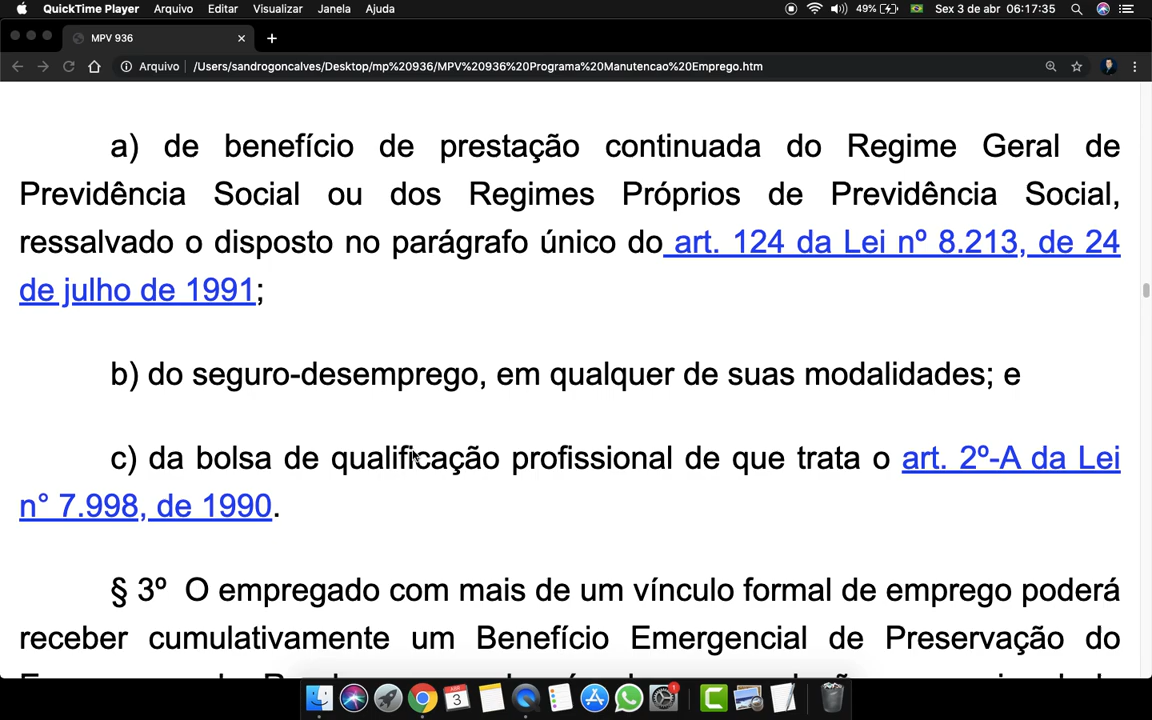 QuickTime Player Arquivo Editar Visualizar Janela Ajuda 49% Sex 3 de abr 06:17:35
MPV 936
Arquivo /Users/sandrogoncalves/Desktop/mp%20936/MPV%20936%20Programa%20Manutencao%20Emprego.htm
a) de benefício de prestação continuada do Regime Geral de
Previdência Social ou dos Regimes Próprios de Previdência Social,
ressalvado o disposto no parágrafo único do art. 124 da Lei nº 8.213, de 24
de julho de 1991;
b) do seguro-desemprego, em qualquer de suas modalidades; e
c) da bolsa de qualificação profissional de que trata o art. 2º-A da Lei
n° 7.998, de 1990.
§ 3º O empregado com mais de um vínculo formal de emprego poderá
receber cumulativamente um Benefício Emergencial de Preservação do
APR
3
1